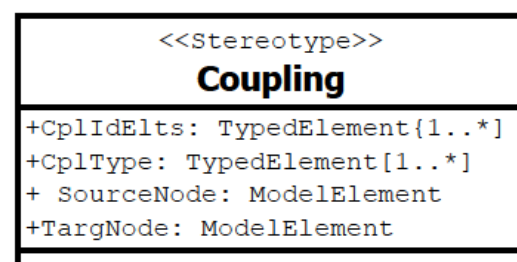 <<Stereotype>>
Coupling
+CplIdElts: TypedElement{1..*]
+CplType: TypedElement[1..*]
+ SourceNode: ModelElement
+TargNode: ModelElement